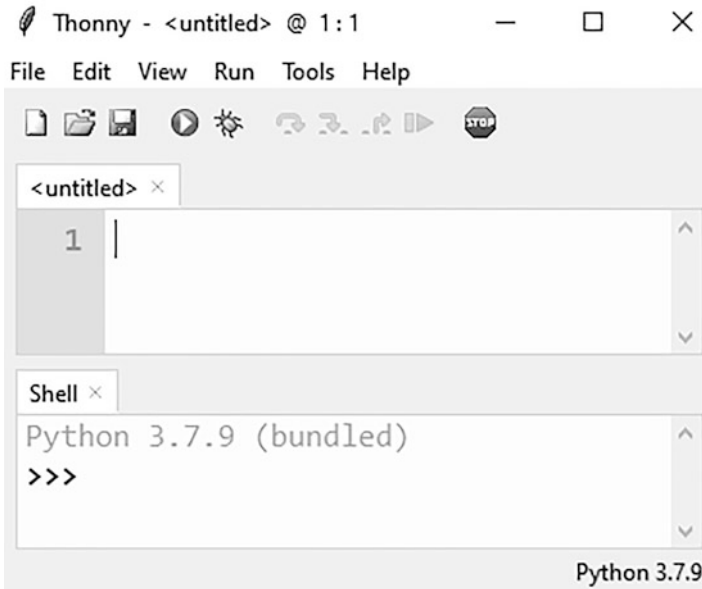 Thonny - <untitled> @ 1:1
File Edit View Run Tools Help
STOP
<untitled> ×
1
Shell ×
Python 3.7.9 (bundled)
>>>
Python 3.7.9